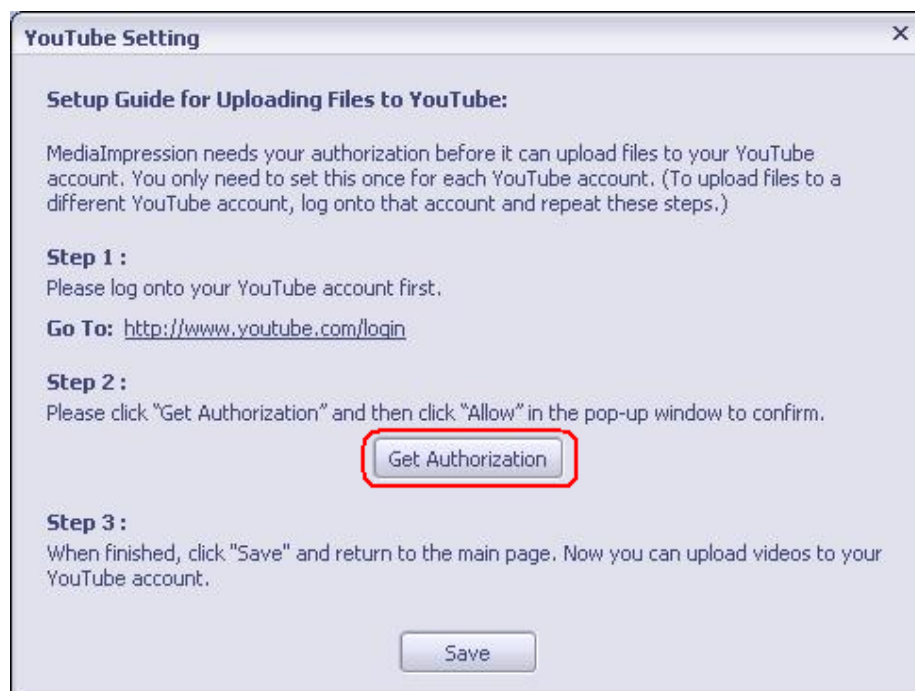 YouTube Setting
Setup Guide for Uploading Files to YouTube:
MediaImpression needs your authorization before it can upload files to your YouTube
account. You only need to set this once for each YouTube account. (To upload files to a
different YouTube account, log onto that account and repeat these steps.)
Step 1 :
Please log onto your YouTube account first.
Go To: http://www.youtube.com/login
Step 2 :
Please click “Get Authorization” and then click “Allow” in the pop-up window to confirm.
Get Authorization
Step 3 :
When finished, click "Save" and return to the main page. Now you can upload videos to your
YouTube account.
Save